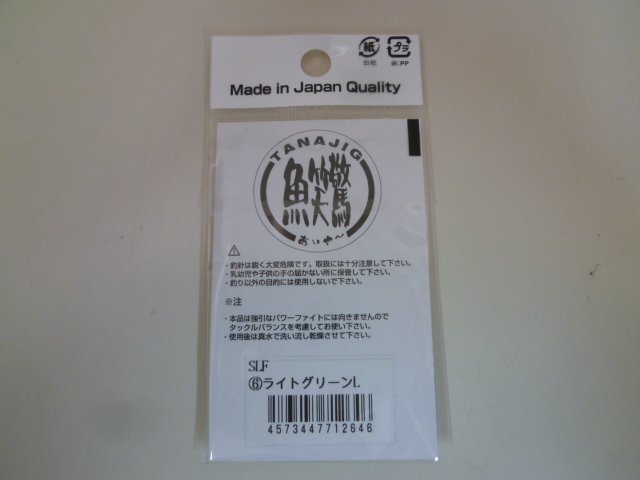 紙
プラ
台紙
袋:PP
Made in Japan Quality
TANAJIG
魚笑驚
あいや～
・釣針は鋭く大変危険です。取扱には十分注意して下さい。
・乳幼児や子供の手の届かない所に保管して下さい。
・釣り以外の目的には使用しないで下さい。
※注
・本品は強引なパワーファイトには向きませんので
タックルバランスを考慮してお使い下さい。
・使用後は真水で洗い流し乾燥させて下さい。
SLF
⑥ライトグリーンL
4573447712646